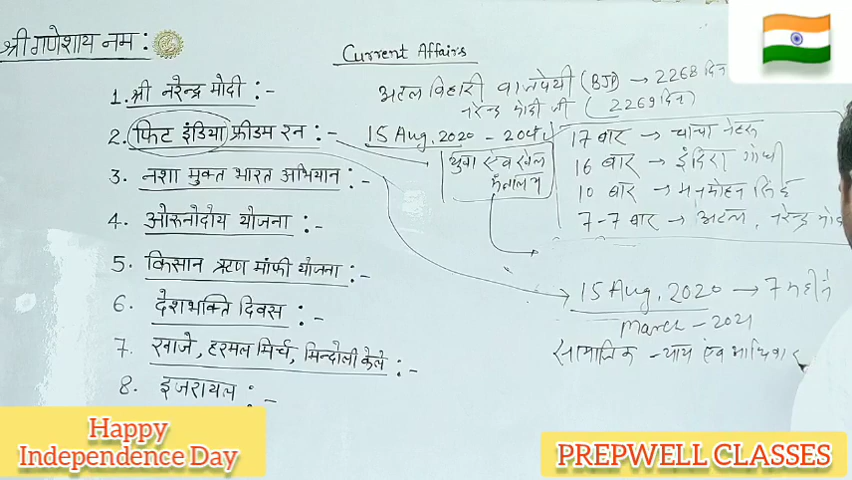 श्री गणेशाय नमः
Current Affairs
1. श्री नरेन्द्र मोदी :-
अटल विहारी वाजपेयी (BJP) → 2268 दिन
नरेन्द्र मोदी जी (2269 दिन)
2. फिट इंडिया फ्रीडम रन :- 15 Aug, 2020 -
युवा एवं खेल
मंत्रालय
17 बार → चाचा नेहरू
16 बार → इंदिरा गाँधी
10 बार → मनमोहन सिंह
7-7 बार → अटल, नरेन्द्र मोदी
3. नशा मुक्त भारत अभियान :-
4. ओरुनोदोय योजना :-
5. किसान ऋण माफी योजना :-
→ 15 Aug, 2020 → 7 महीने
March - 2021
सामाजिक - न्याय एवं
6. देशभक्ति दिवस :-
7. खाजे, हरमल मिर्च, मिन्दोली केले :-
8. इजरायल :-
Happy
Independence Day
PREPWELL CLASSES